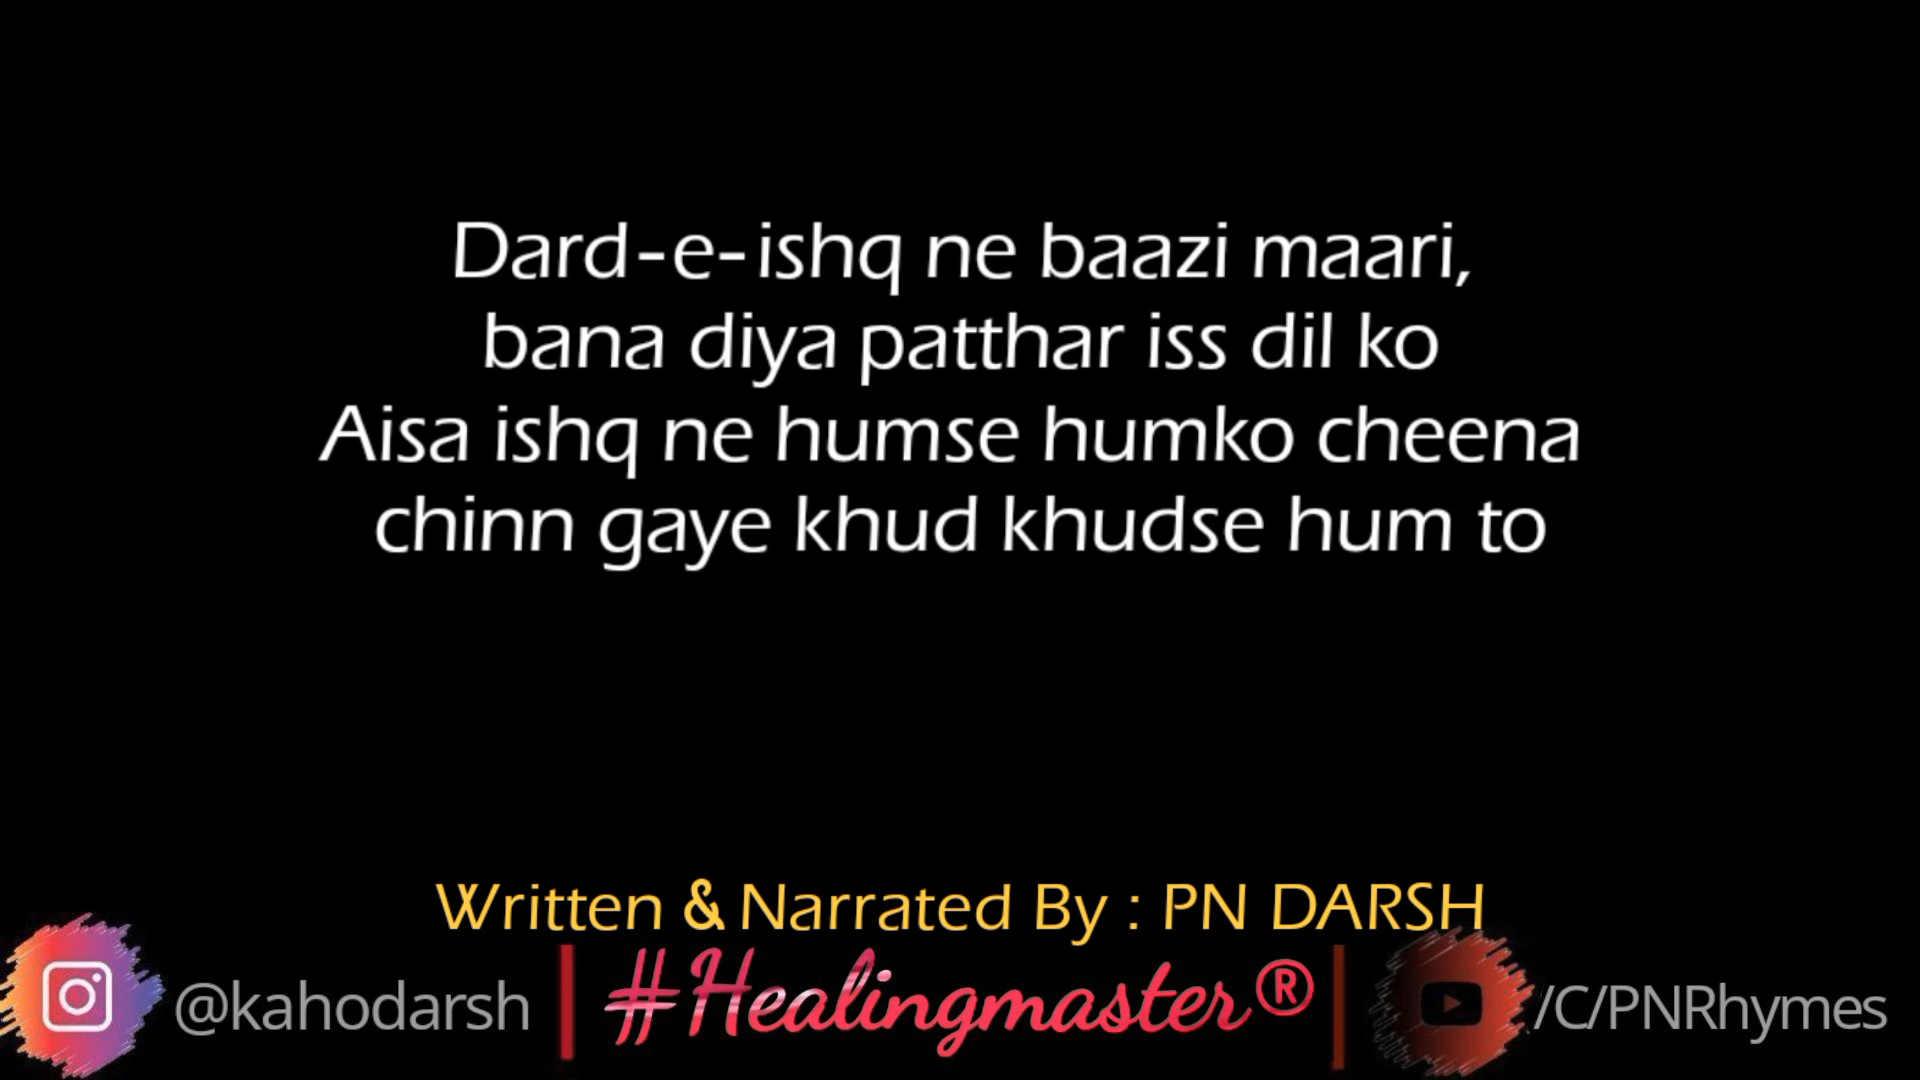 Dard-e-ishq ne baazi maari,
bana diya patthar iss dil ko
Aisa ishq ne humse humko cheena
chinn gaye khud khudse hum to
Written & Narrated By : PN DARSH
@kahodarsh
#Healingmaster®
/C/PNRhymes